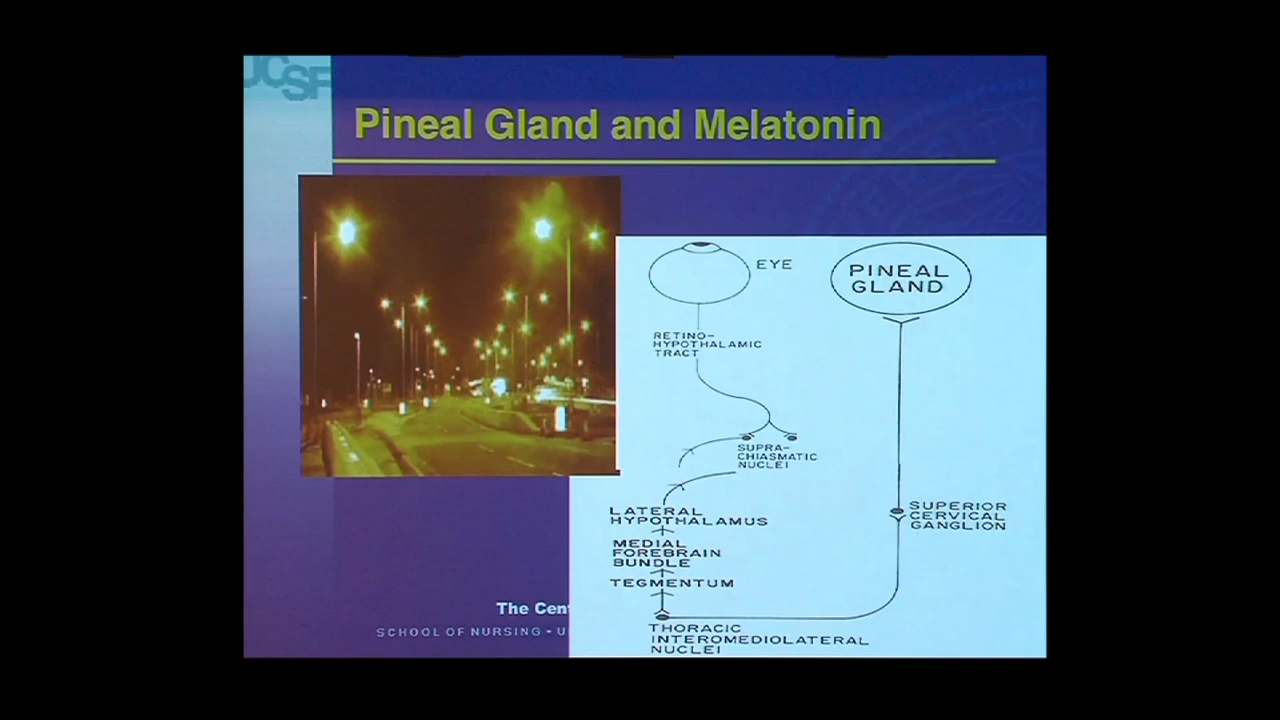 UCSF
Pineal Gland and Melatonin
EYE
PINEAL
GLAND
RETINO-
HYPOTHALAMIC
TRACT
SUPRA-
CHIASMATIC
NUCLEI
LATERAL
HYPOTHALAMUS
SUPERIOR
CERVICAL
GANGLION
MEDIAL
FOREBRAIN
BUNDLE
TEGMENTUM
The Cent
SCHOOL OF NURSING - U
THORACIC
INTEROMEDIOLATERAL
NUCLEI